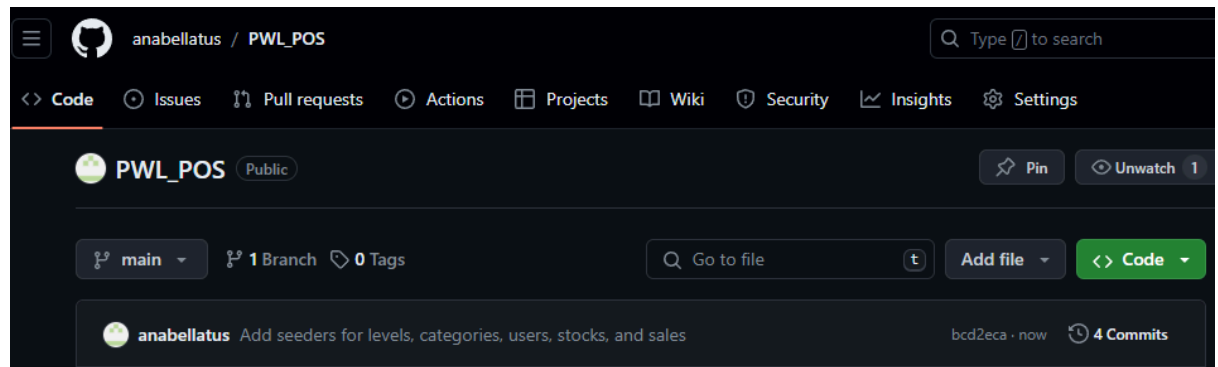 anabellatus / PWL_POS Type / to search
Code Issues Pull requests Actions Projects Wiki Security Insights Settings
PWL_POS Public Pin Unwatch 1
main 1 Branch 0 Tags Go to file t Add file Code
anabellatus Add seeders for levels, categories, users, stocks, and sales bcd2eca · now 4 Commits